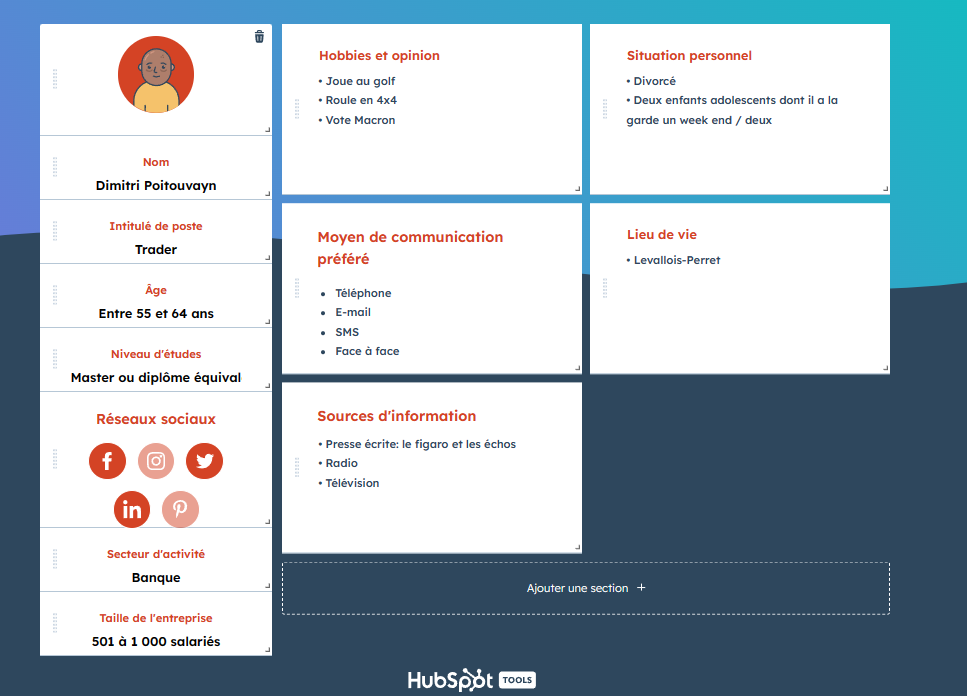 Nom
Dimitri Poitouvayn
Intitulé de poste
Trader
Âge
Entre 55 et 64 ans
Niveau d'études
Master ou diplôme équival
Réseaux sociaux
f
in
Secteur d'activité
Banque
Taille de l'entreprise
501 à 1 000 salariés
Hobbies et opinion
• Joue au golf
• Roule en 4x4
• Vote Macron
Situation personnel
• Divorcé
• Deux enfants adolescents dont il a la
garde un week end / deux
Moyen de communication
préféré
• Téléphone
• E-mail
• SMS
• Face à face
Lieu de vie
• Levallois-Perret
Sources d'information
• Presse écrite: le figaro et les échos
• Radio
• Télévision
Ajouter une section +
HubSpot TOOLS